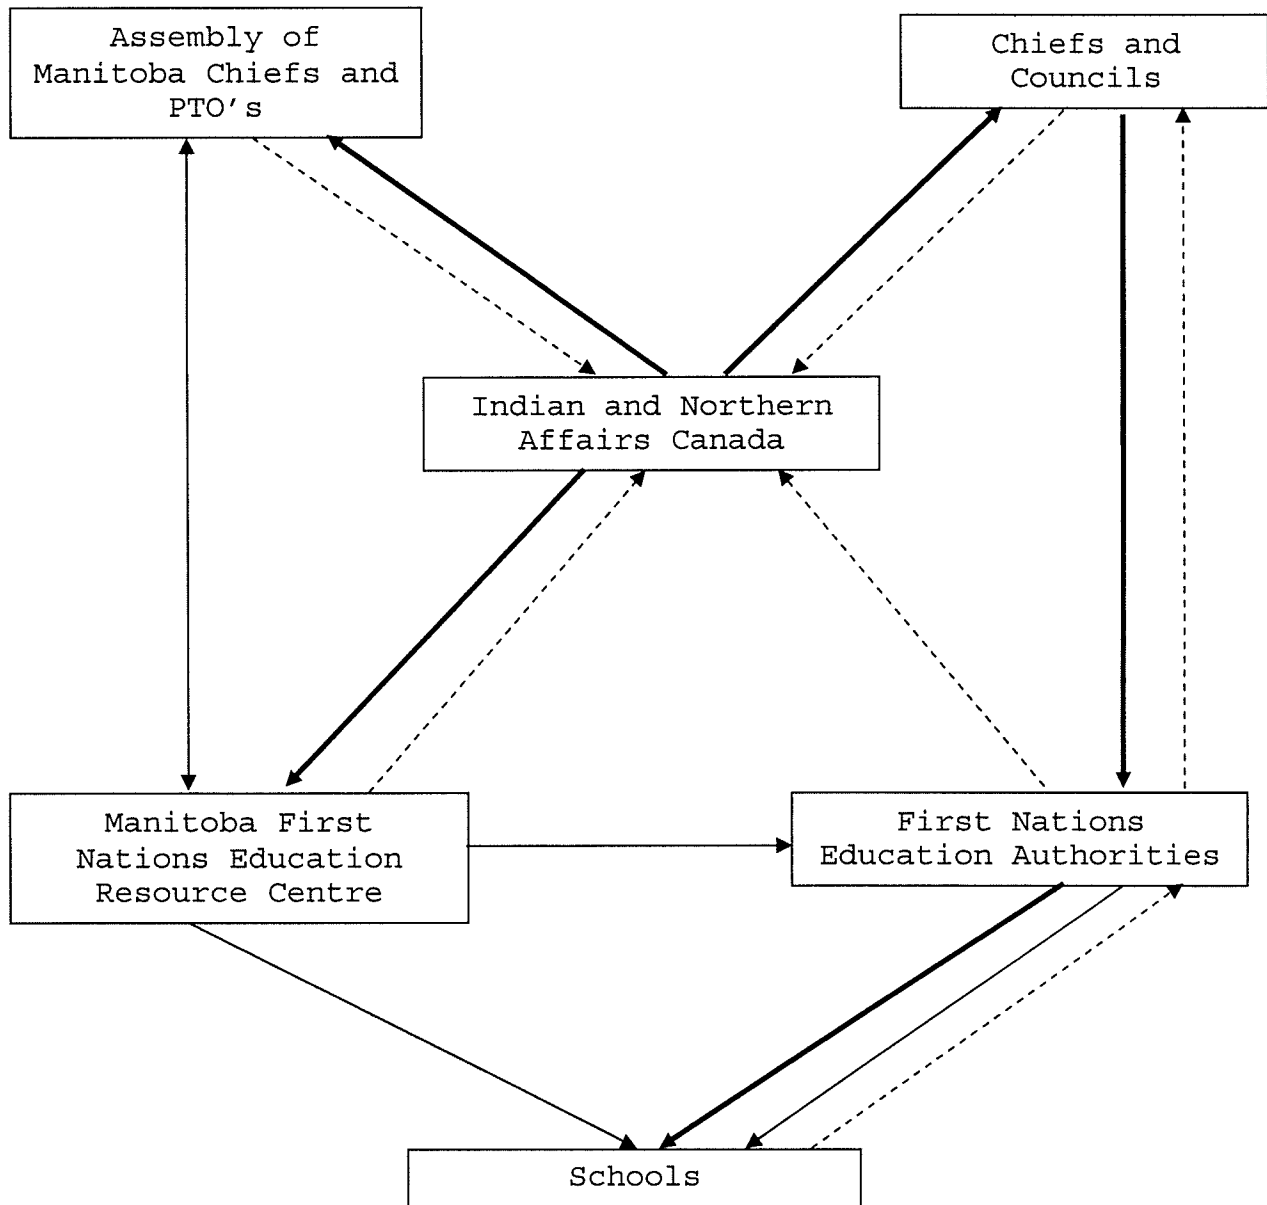 Assembly of
Manitoba Chiefs and
PTO's
Chiefs and
Councils
Indian and Northern
Affairs Canada
Manitoba First
Nations Education
Resource Centre
First Nations
Education Authorities
Schools